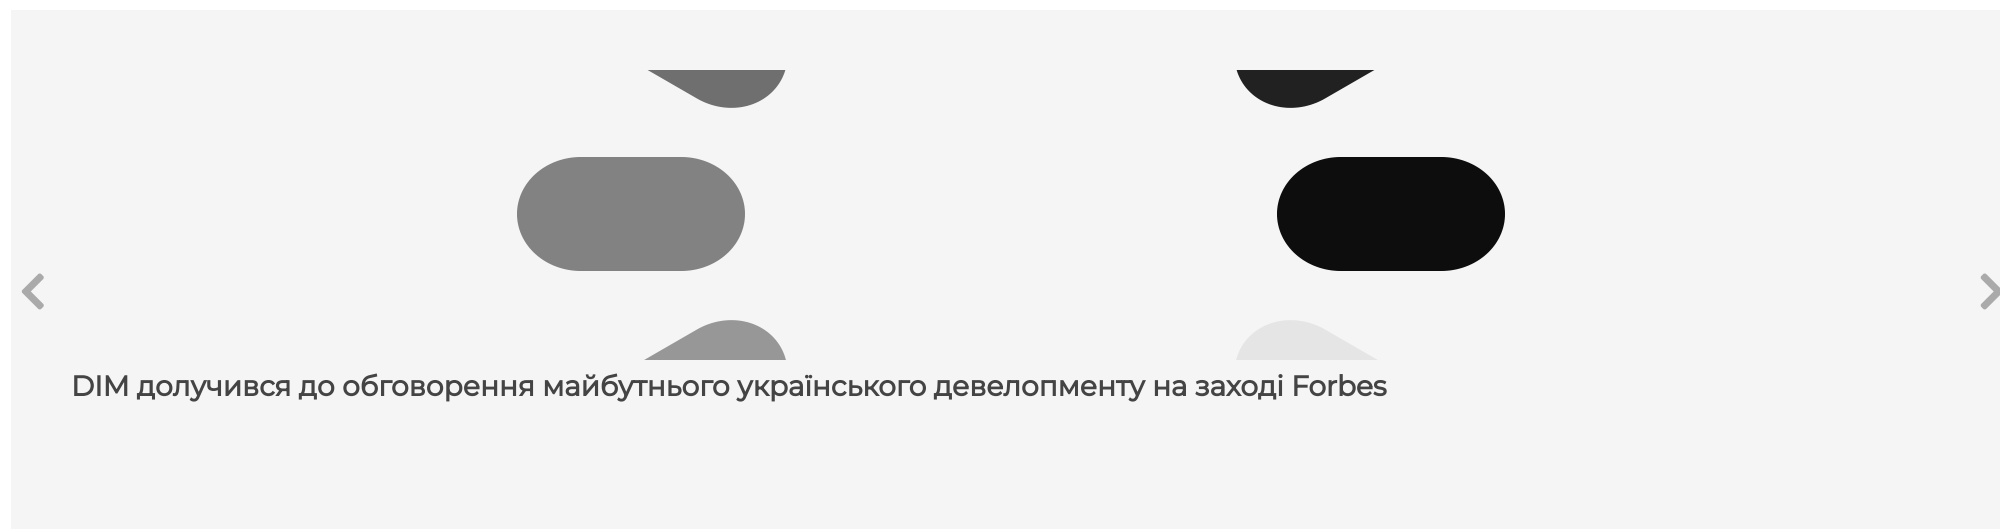 DIM долучився до обговорення майбутнього українського девелопменту на заході Forbes